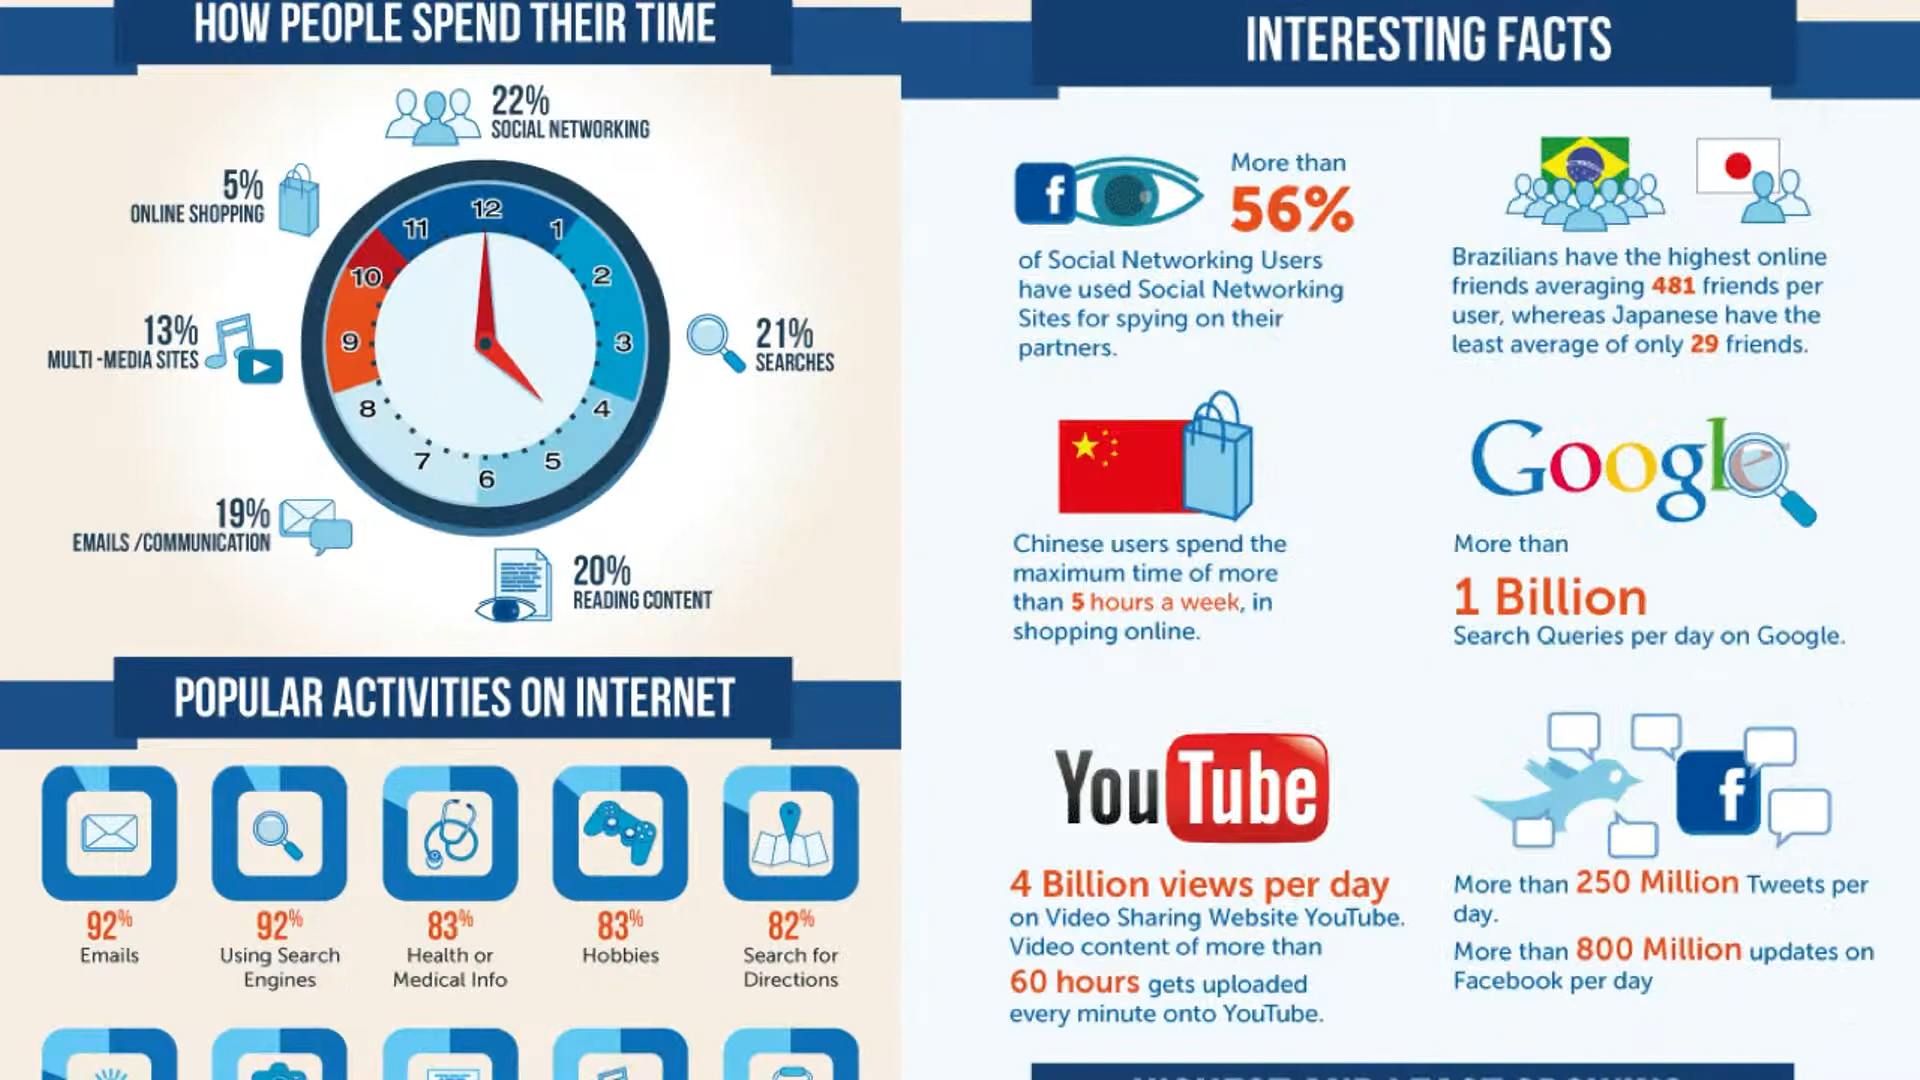 HOW PEOPLE SPEND THEIR TIME
22%
SOCIAL NETWORKING
5%
ONLINE SHOPPING
13%
MULTI -MEDIA SITES
21%
SEARCHES
19%
EMAILS /COMMUNICATION
20%
READING CONTENT
12
1
2
3
4
5
6
7
8
9
10
11
POPULAR ACTIVITIES ON INTERNET
92%
Emails
92%
Using Search
Engines
83%
Health or
Medical Info
83%
Hobbies
82%
Search for
Directions
INTERESTING FACTS
f
More than
56%
of Social Networking Users
have used Social Networking
Sites for spying on their
partners.
Brazilians have the highest online
friends averaging 481 friends per
user, whereas Japanese have the
least average of only 29 friends.
Chinese users spend the
maximum time of more
than 5 hours a week, in
shopping online.
Google
More than
1 Billion
Search Queries per day on Google.
YouTube
4 Billion views per day
on Video Sharing Website YouTube.
Video content of more than
60 hours gets uploaded
every minute onto YouTube.
f
More than 250 Million Tweets per
day.
More than 800 Million updates on
Facebook per day